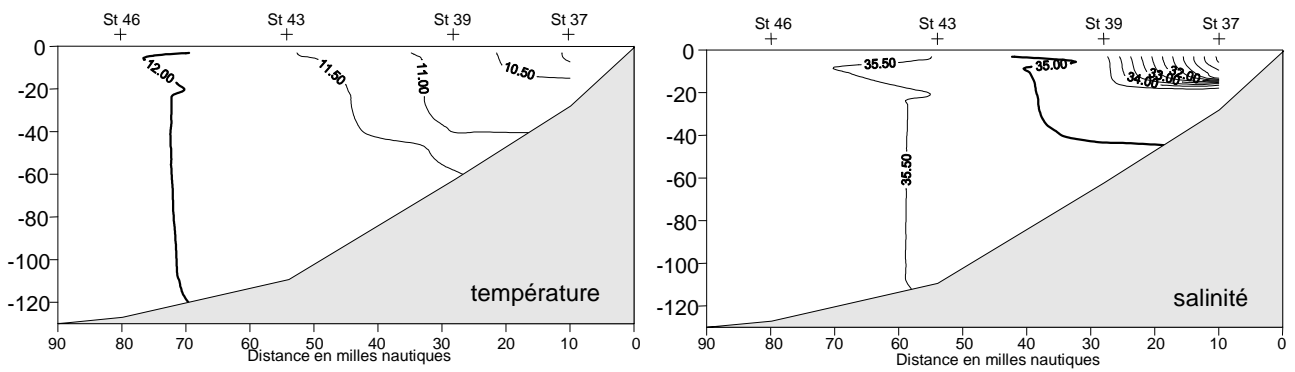 St 46 St 43 St 39 St 37
0
-20
-40
-60
-80
-100
-120
12.00 11.50 11.00 10.50
température
90 80 70 60 50 40 30 20 10 0
Distance en milles nautiques
St 46 St 43 St 39 St 37
0
-20
-40
-60
-80
-100
-120
35.50 35.00 34.00 33.00 32.00
35.50
salinité
90 80 70 60 50 40 30 20 10 0
Distance en milles nautiques